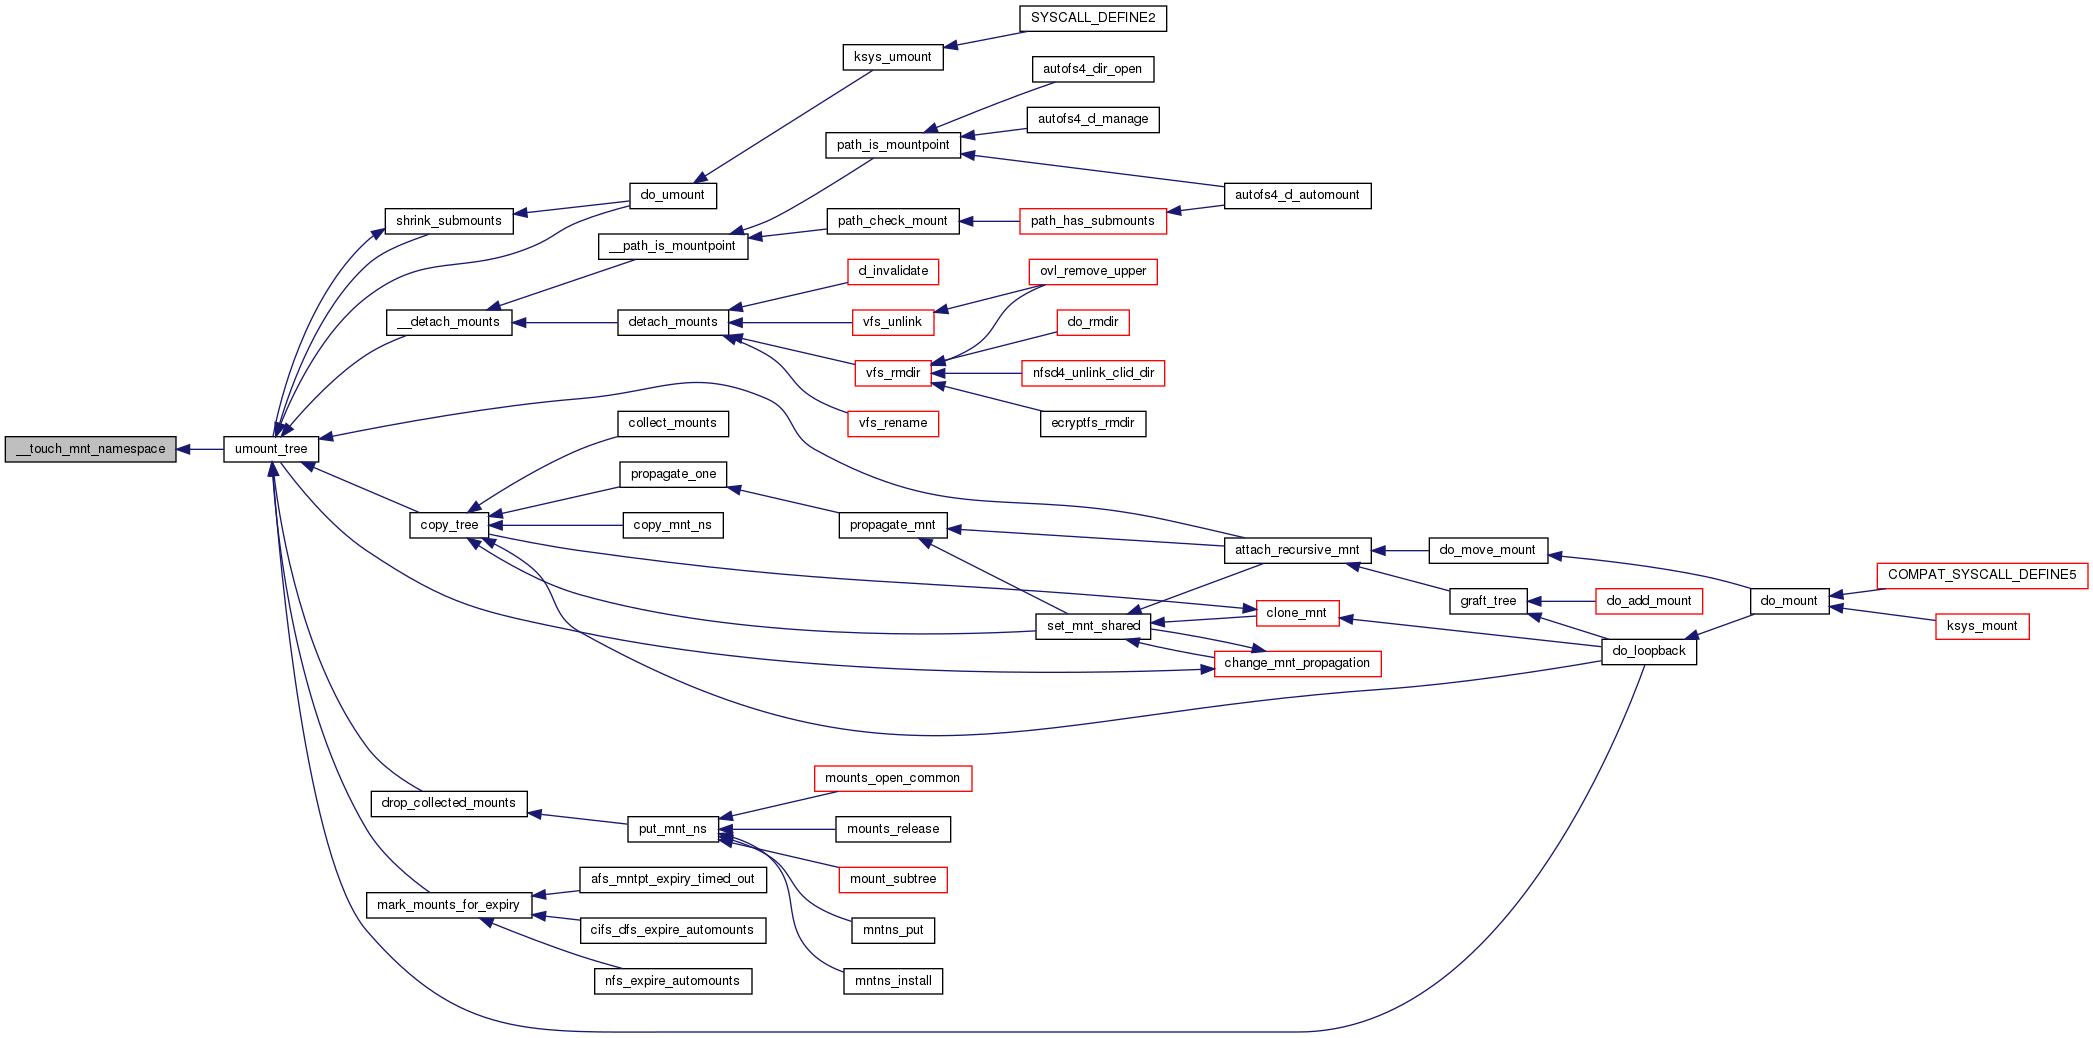 SYSCALL_DEFINE2
ksys_umount
autofs4_dir_open
autofs4_d_manage
path_is_mountpoint
do_umount
autofs4_d_automount
shrink_submounts
path_check_mount
path_has_submounts
__path_is_mountpoint
d_invalidate
ovl_remove_upper
__detach_mounts
detach_mounts
vfs_unlink
do_rmdir
vfs_rmdir
nfsd4_unlink_clid_dir
collect_mounts
vfs_rename
ecryptfs_rmdir
__touch_mnt_namespace
umount_tree
propagate_one
copy_tree
copy_mnt_ns
propagate_mnt
attach_recursive_mnt
do_move_mount
COMPAT_SYSCALL_DEFINE5
graft_tree
do_add_mount
do_mount
clone_mnt
set_mnt_shared
ksys_mount
do_loopback
change_mnt_propagation
mounts_open_common
drop_collected_mounts
put_mnt_ns
mounts_release
afs_mntpt_expiry_timed_out
mount_subtree
mark_mounts_for_expiry
cifs_dfs_expire_automounts
mntns_put
nfs_expire_automounts
mntns_install